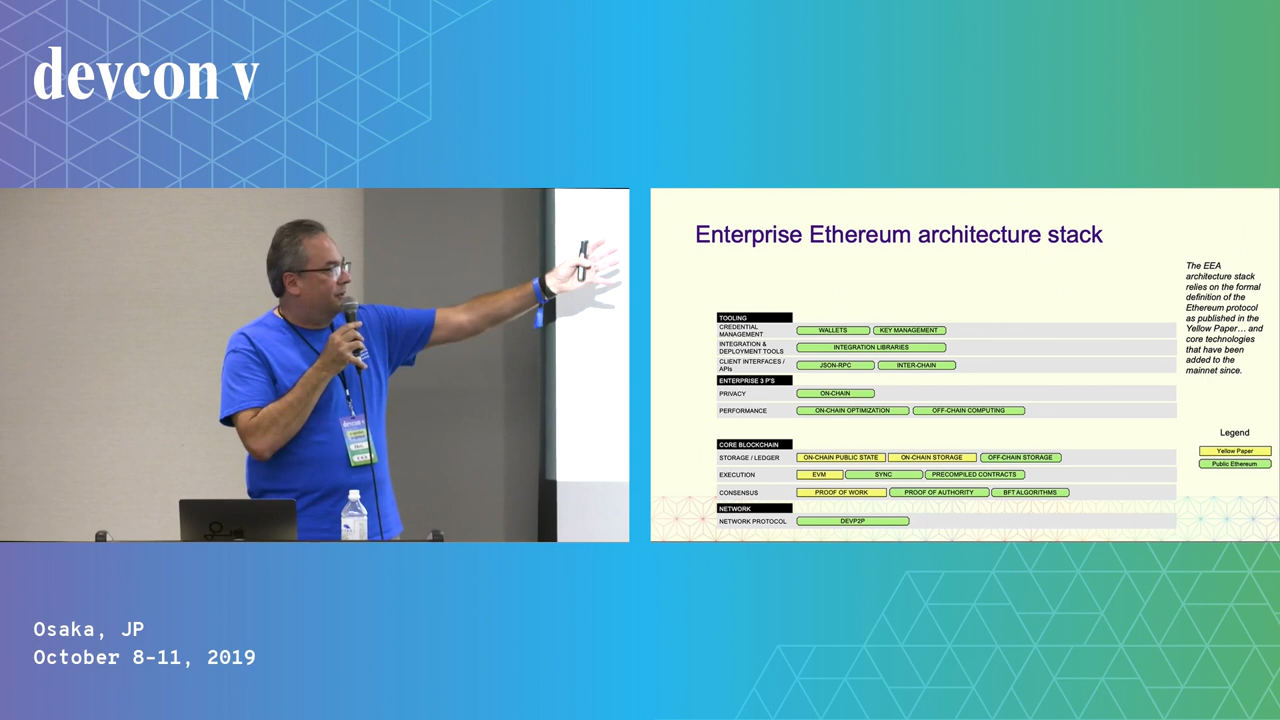 devcon v
Enterprise Ethereum architecture stack
The EEA
architecture stack
relies on the formal
definition of the
Ethereum protocol
as published in the
Yellow Paper… and
core technologies
that have been
added to the
mainnet since.
TOOLING
CREDENTIAL
MANAGEMENT
WALLETS
KEY MANAGEMENT
INTEGRATION &
DEPLOYMENT TOOLS
INTEGRATION LIBRARIES
CLIENT INTERFACES /
APIs
JSON-RPC
INTER-CHAIN
ENTERPRISE 3 P'S
PRIVACY
ON-CHAIN
PERFORMANCE
ON-CHAIN OPTIMIZATION
OFF-CHAIN COMPUTING
CORE BLOCKCHAIN
STORAGE / LEDGER
ON-CHAIN PUBLIC STATE
ON-CHAIN STORAGE
OFF-CHAIN STORAGE
EXECUTION
EVM
SYNC
PRECOMPILED CONTRACTS
CONSENSUS
PROOF OF WORK
PROOF OF AUTHORITY
BFT ALGORITHMS
NETWORK
NETWORK PROTOCOL
DEVP2P
Legend
Yellow Paper
Public Ethereum
devcon
Osaka, JP
October 8-11, 2019